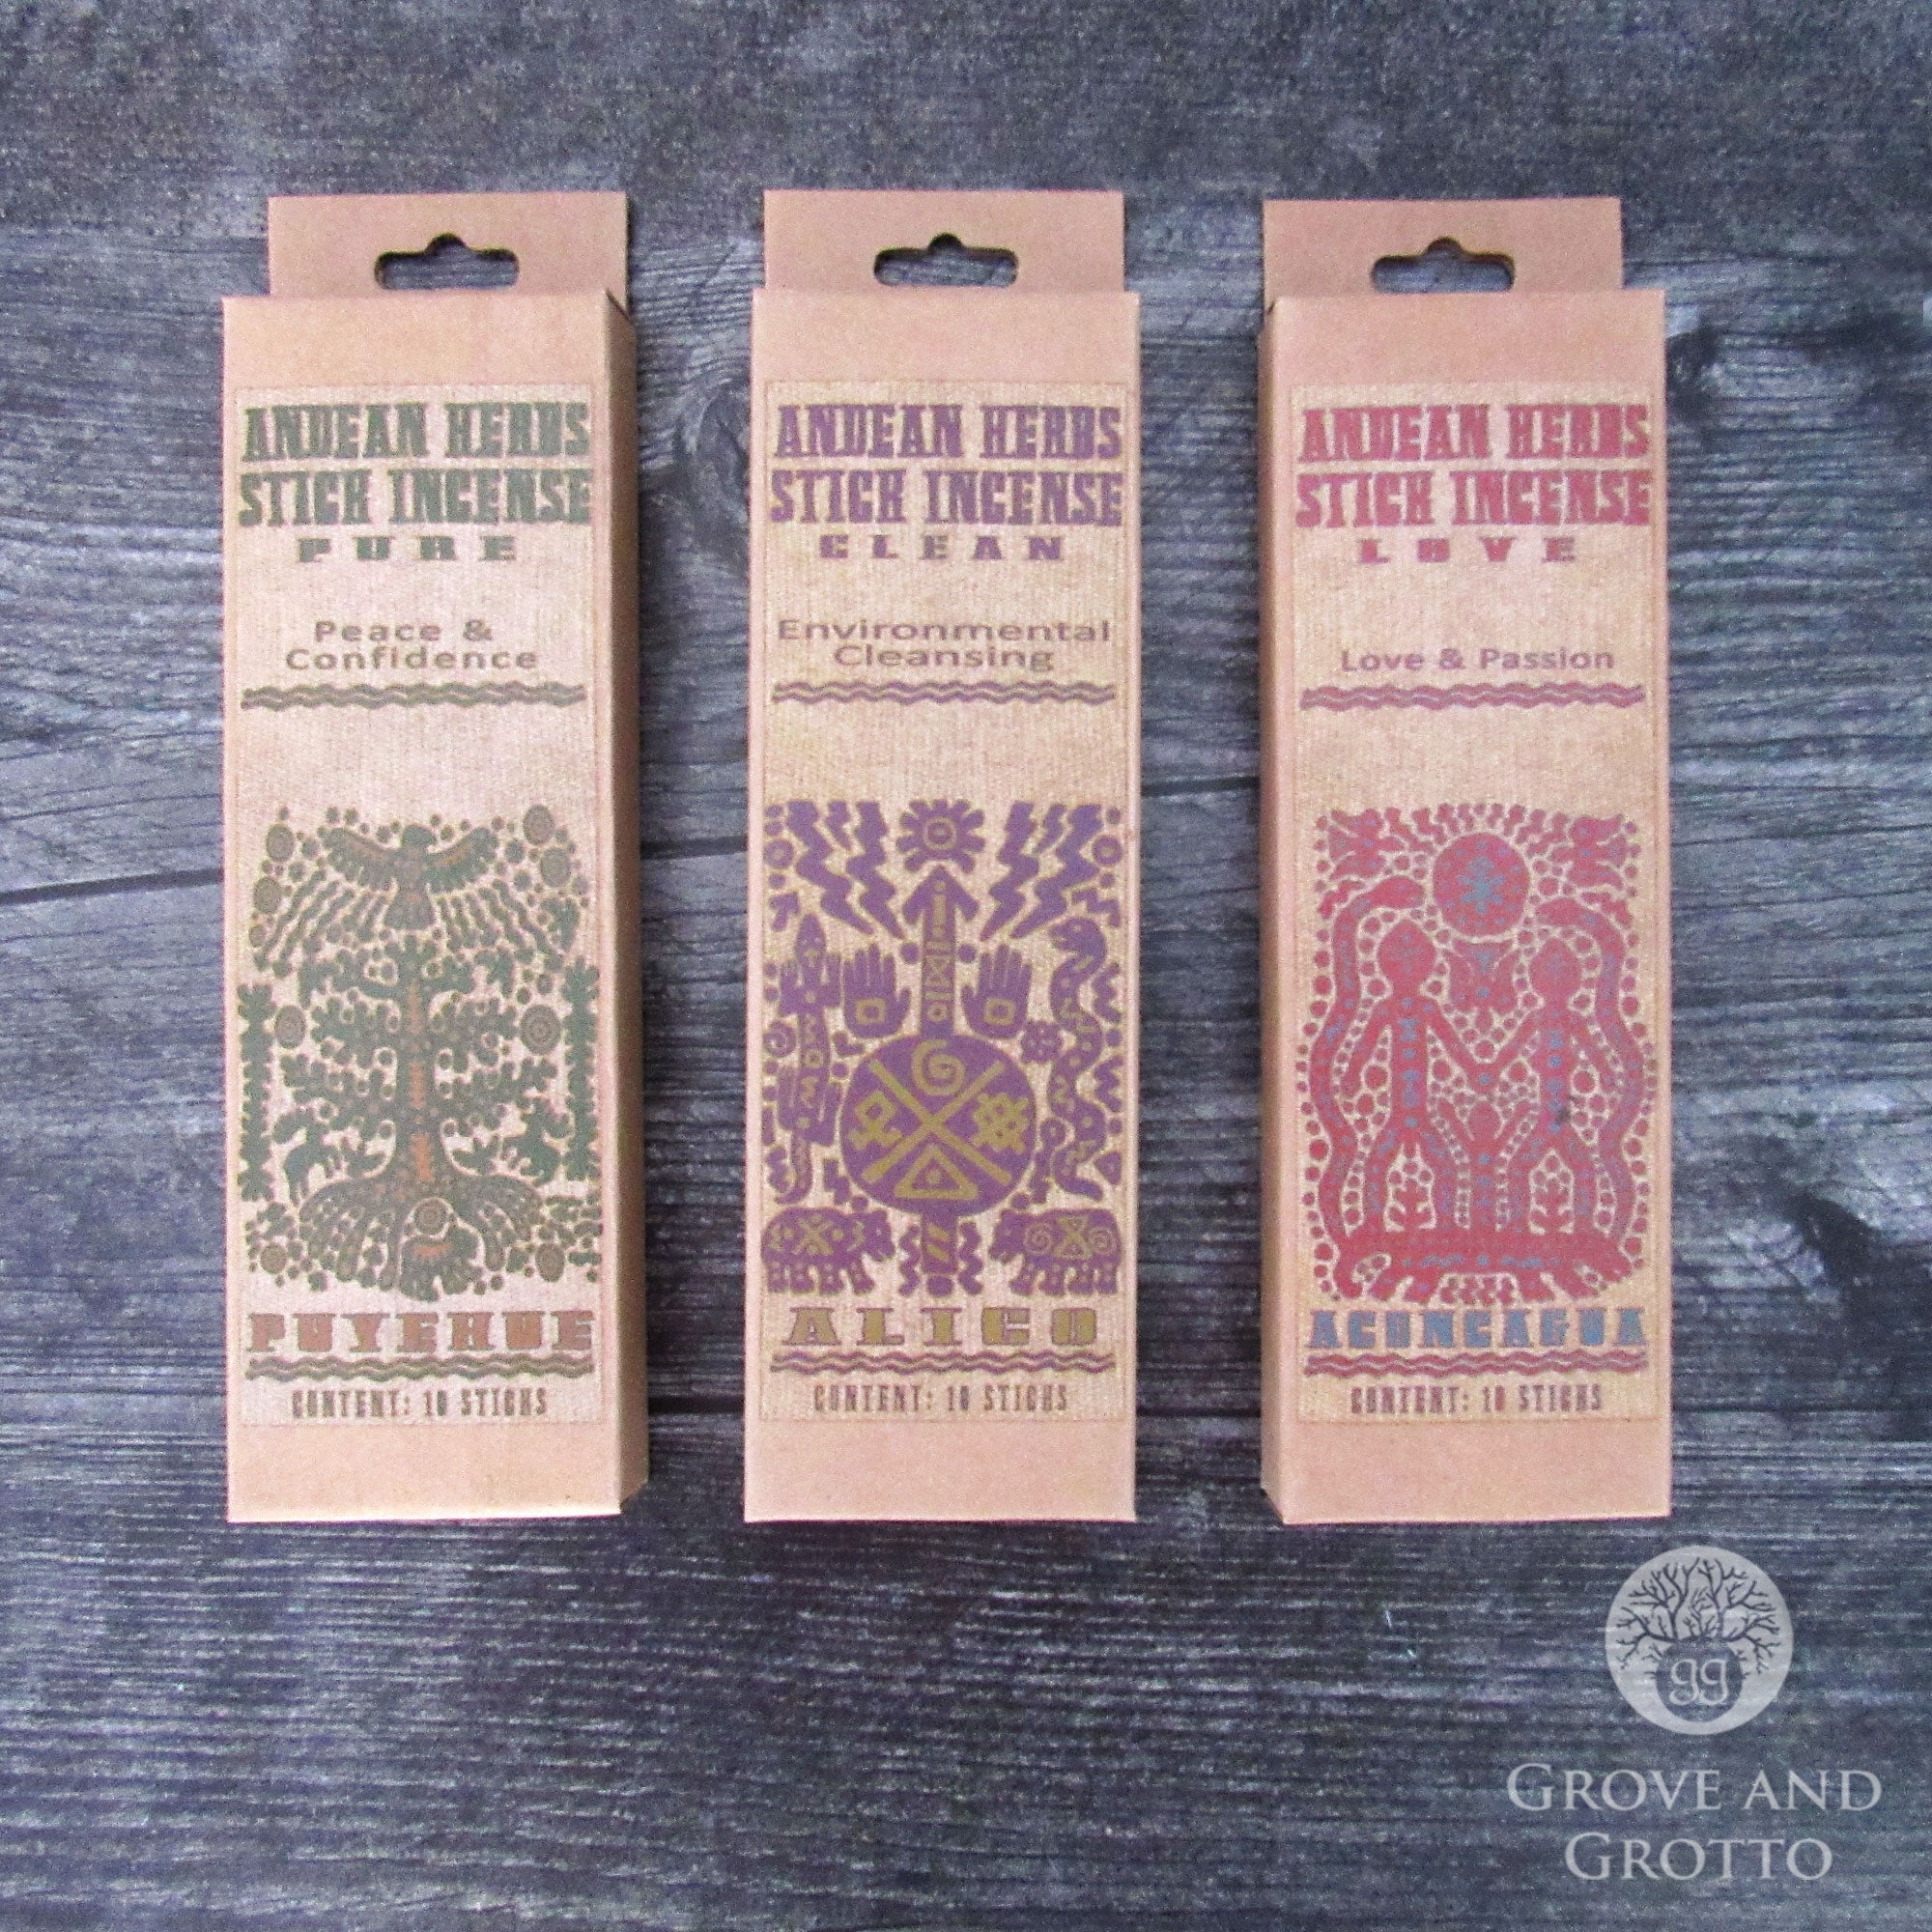 ANDEAN HERBS
STICK INCENSE
PURE
Peace &
Confidence
PUYEHUE
CONTENT: 10 STICKS
ANDEAN HERBS
STICK INCENSE
CLEAN
Environmental
Cleansing
ALICO
CONTENT: 10 STICKS
ANDEAN HERBS
STICK INCENSE
LOVE
Love & Passion
ACONCAGUA
CONTENT: 10 STICKS
gg
GROVE AND
GROTTO